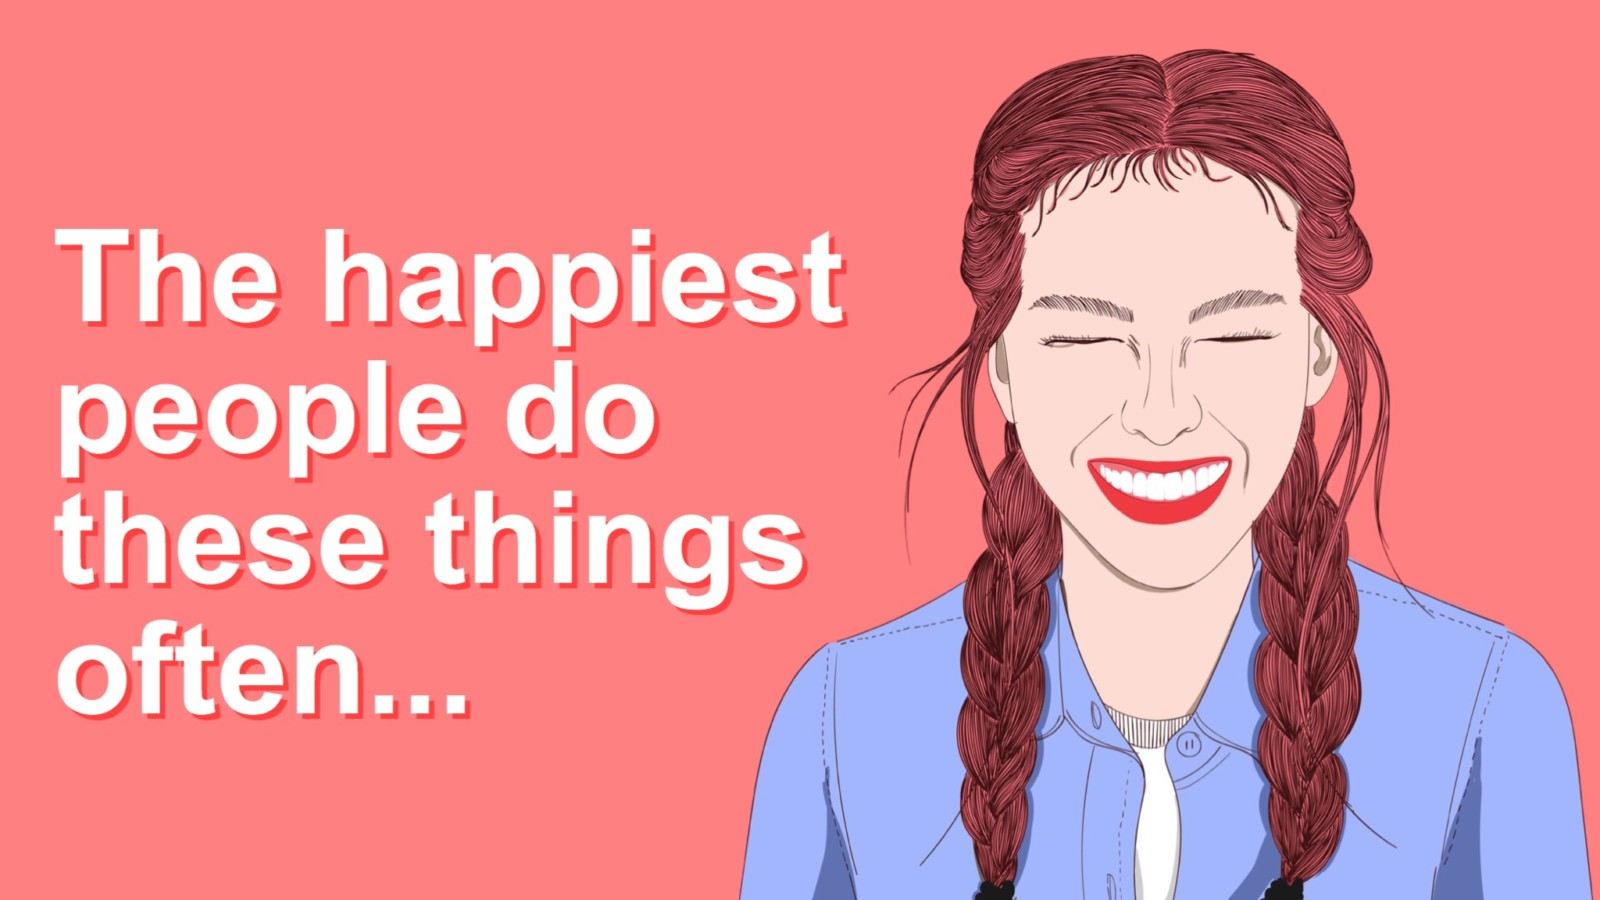 The happiest
people do
these things
often...